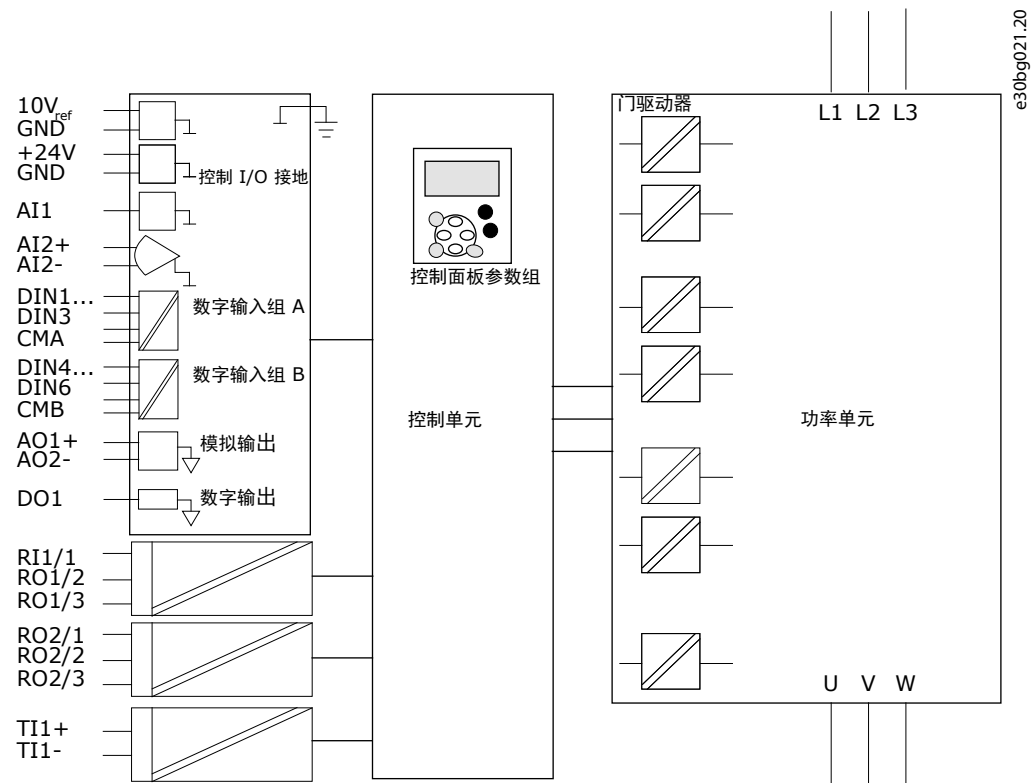 e30bg021.20
10Vref
GND
+24V
GND
控制 I/O 接地
AI1
AI2+
AI2-
DIN1...
DIN3
CMA
数字输入组 A
DIN4...
DIN6
CMB
数字输入组 B
AO1+
AO2-
模拟输出
DO1
数字输出
RI1/1
RO1/2
RO1/3
RO2/1
RO2/2
RO2/3
TI1+
TI1-
控制面板参数组
控制单元
门驱动器
L1 L2 L3
功率单元
U V W